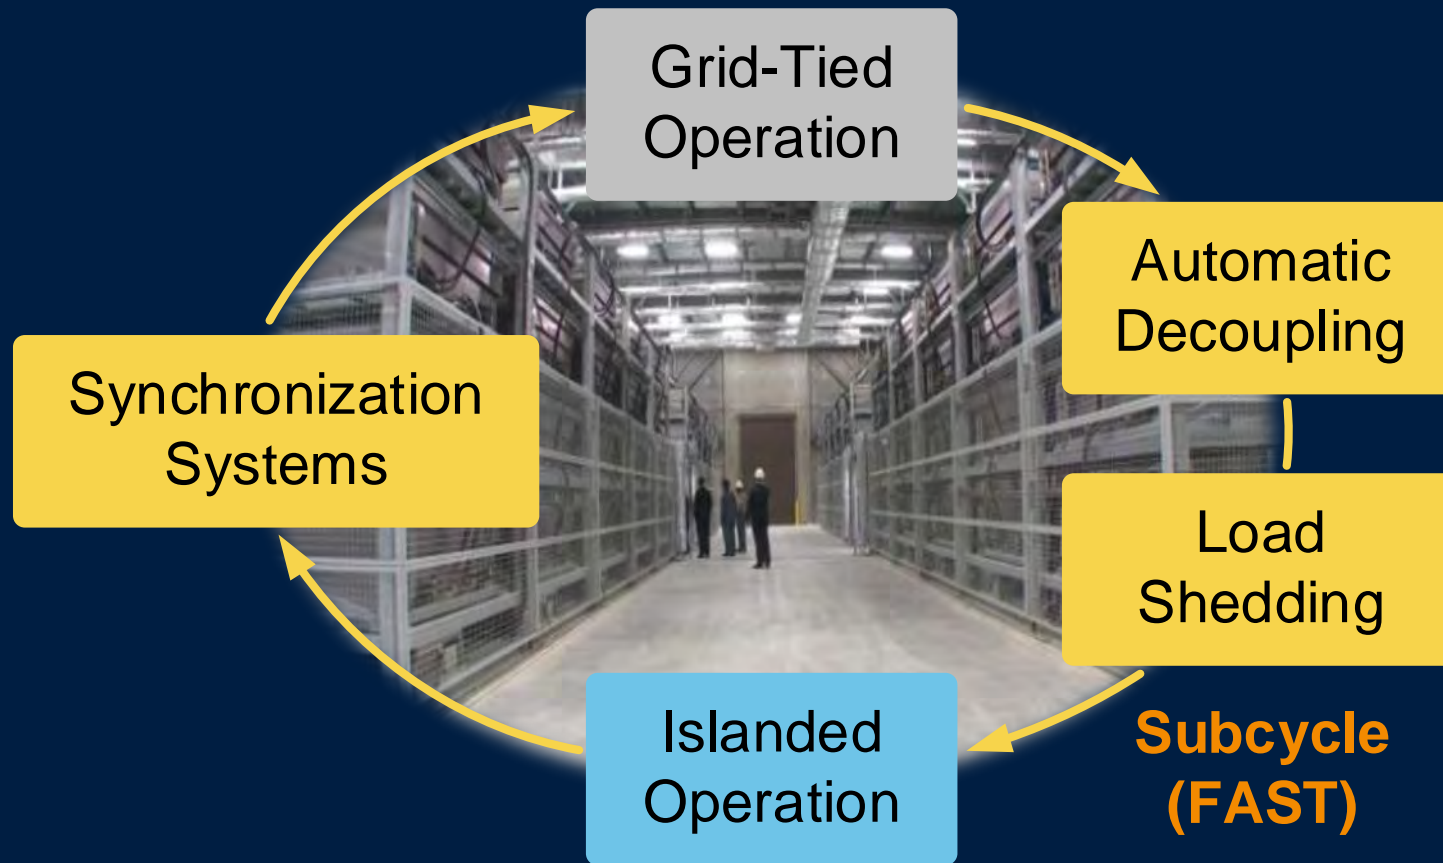 Grid-Tied
Operation
Automatic
Decoupling
Synchronization
Systems
Load
Shedding
Islanded
Operation
Subcycle
(FAST)